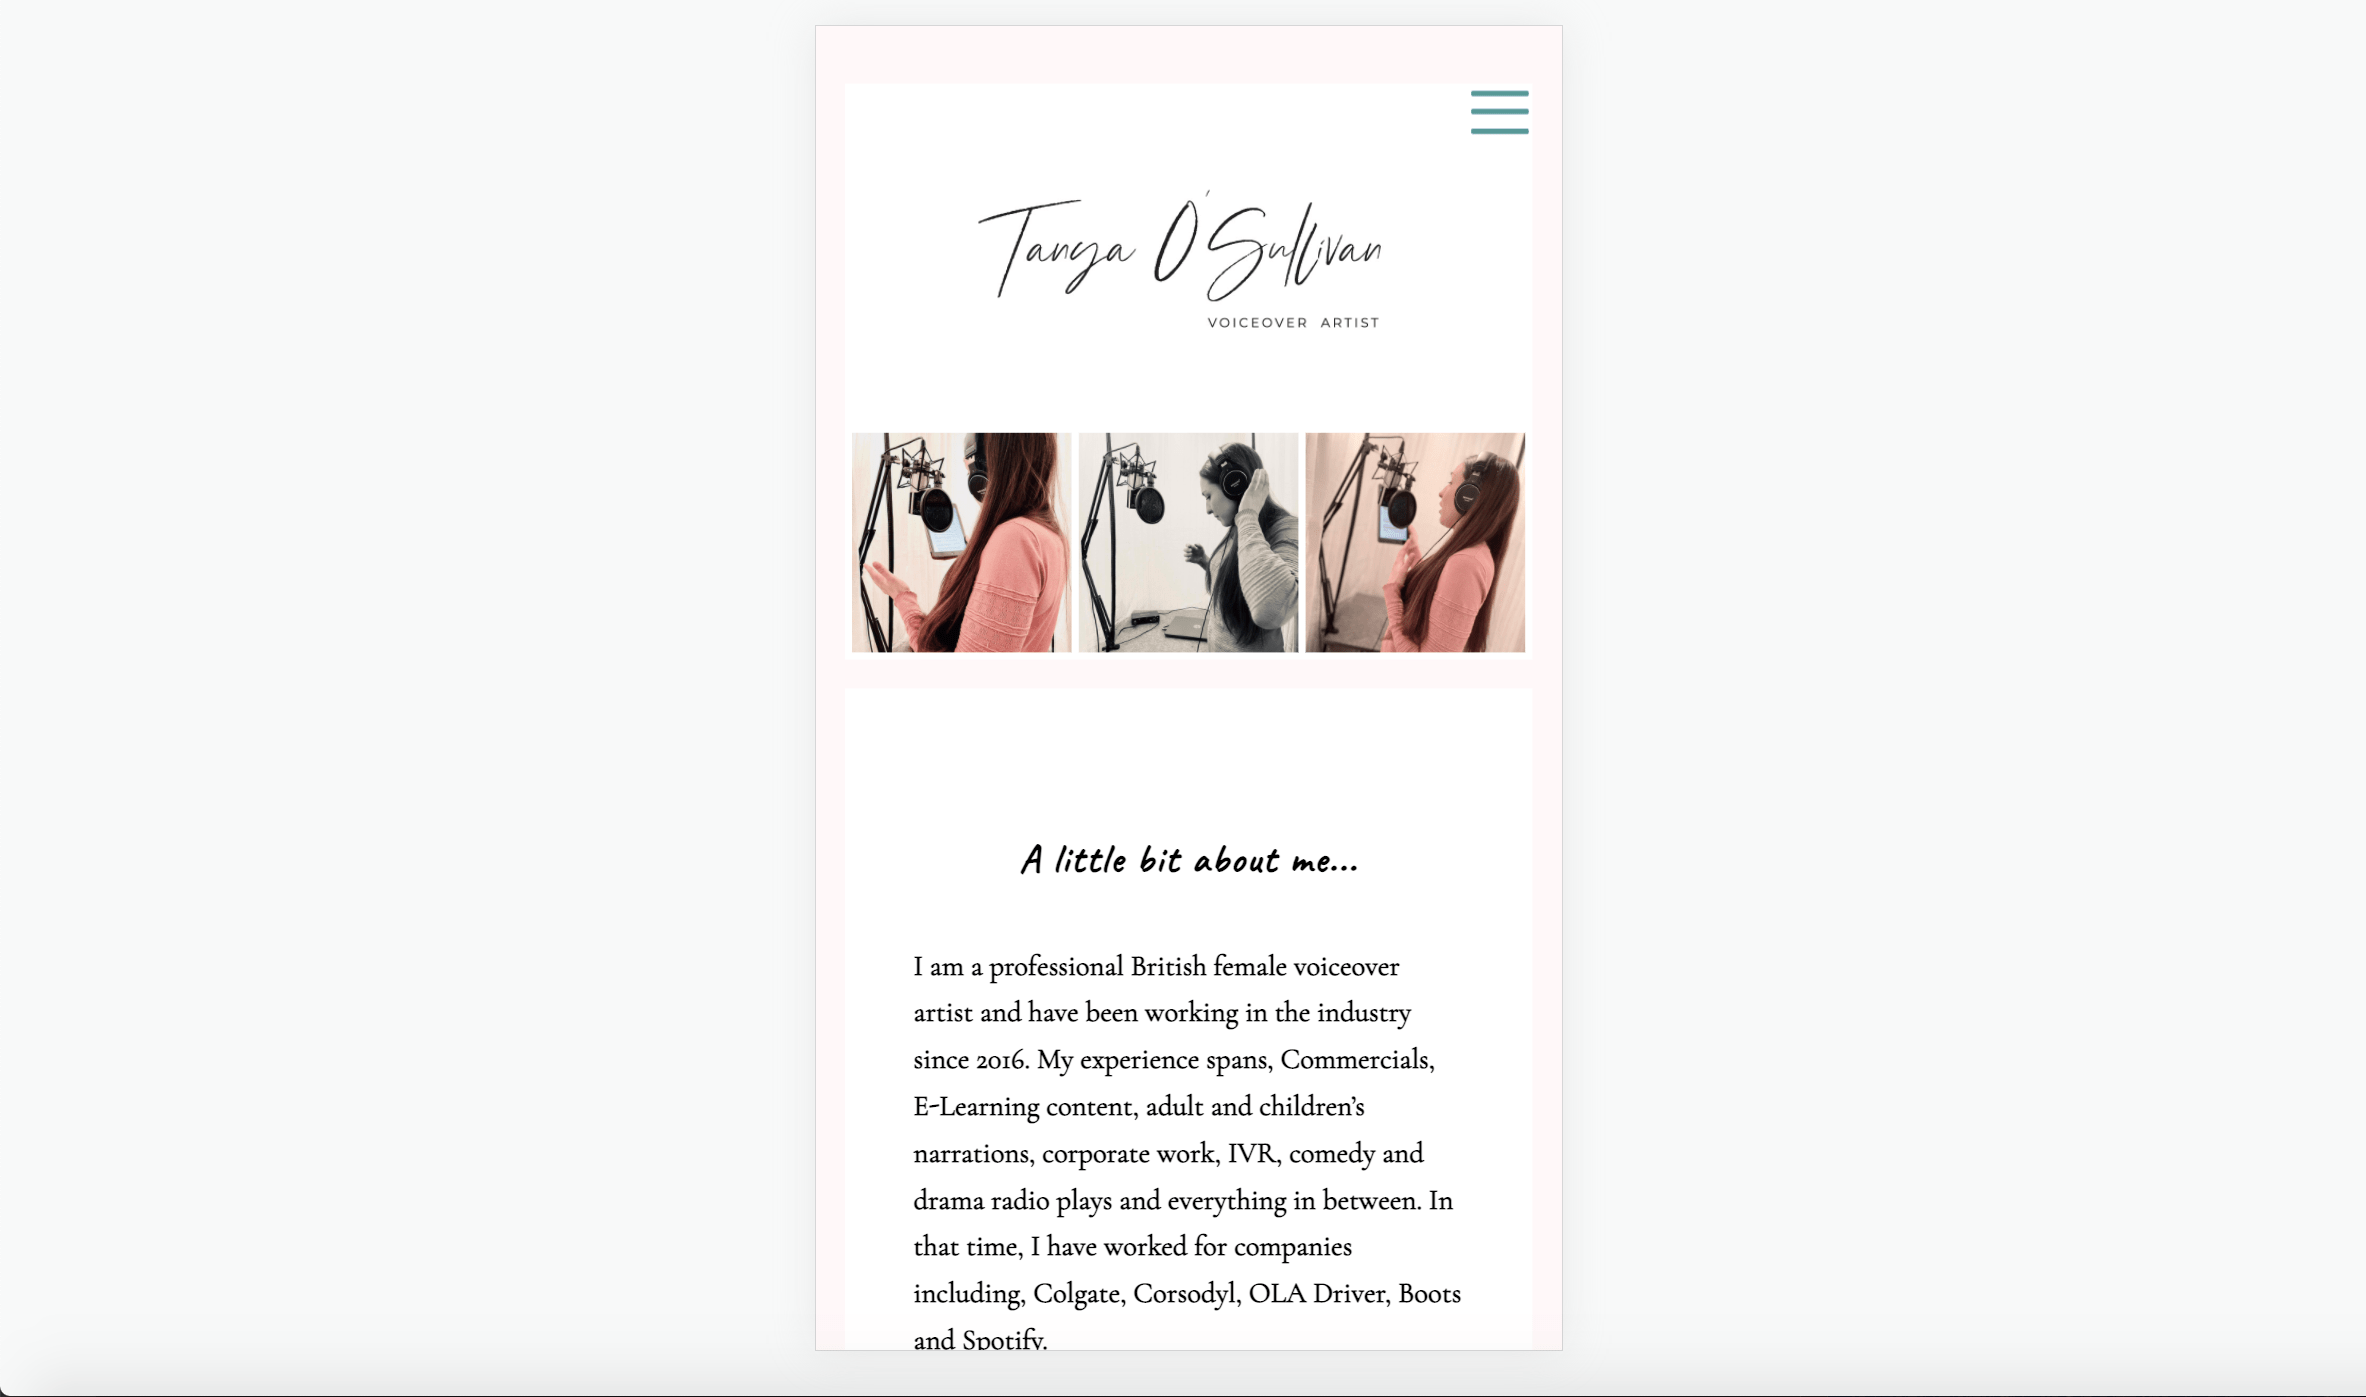 Tanya O'Sullivan
VOICEOVER ARTIST
A little bit about me...
I am a professional British female voiceover
artist and have been working in the industry
since 2016. My experience spans, Commercials,
E-Learning content, adult and children’s
narrations, corporate work, IVR, comedy and
drama radio plays and everything in between. In
that time, I have worked for companies
including, Colgate, Corsodyl, OLA Driver, Boots
and Spotify.